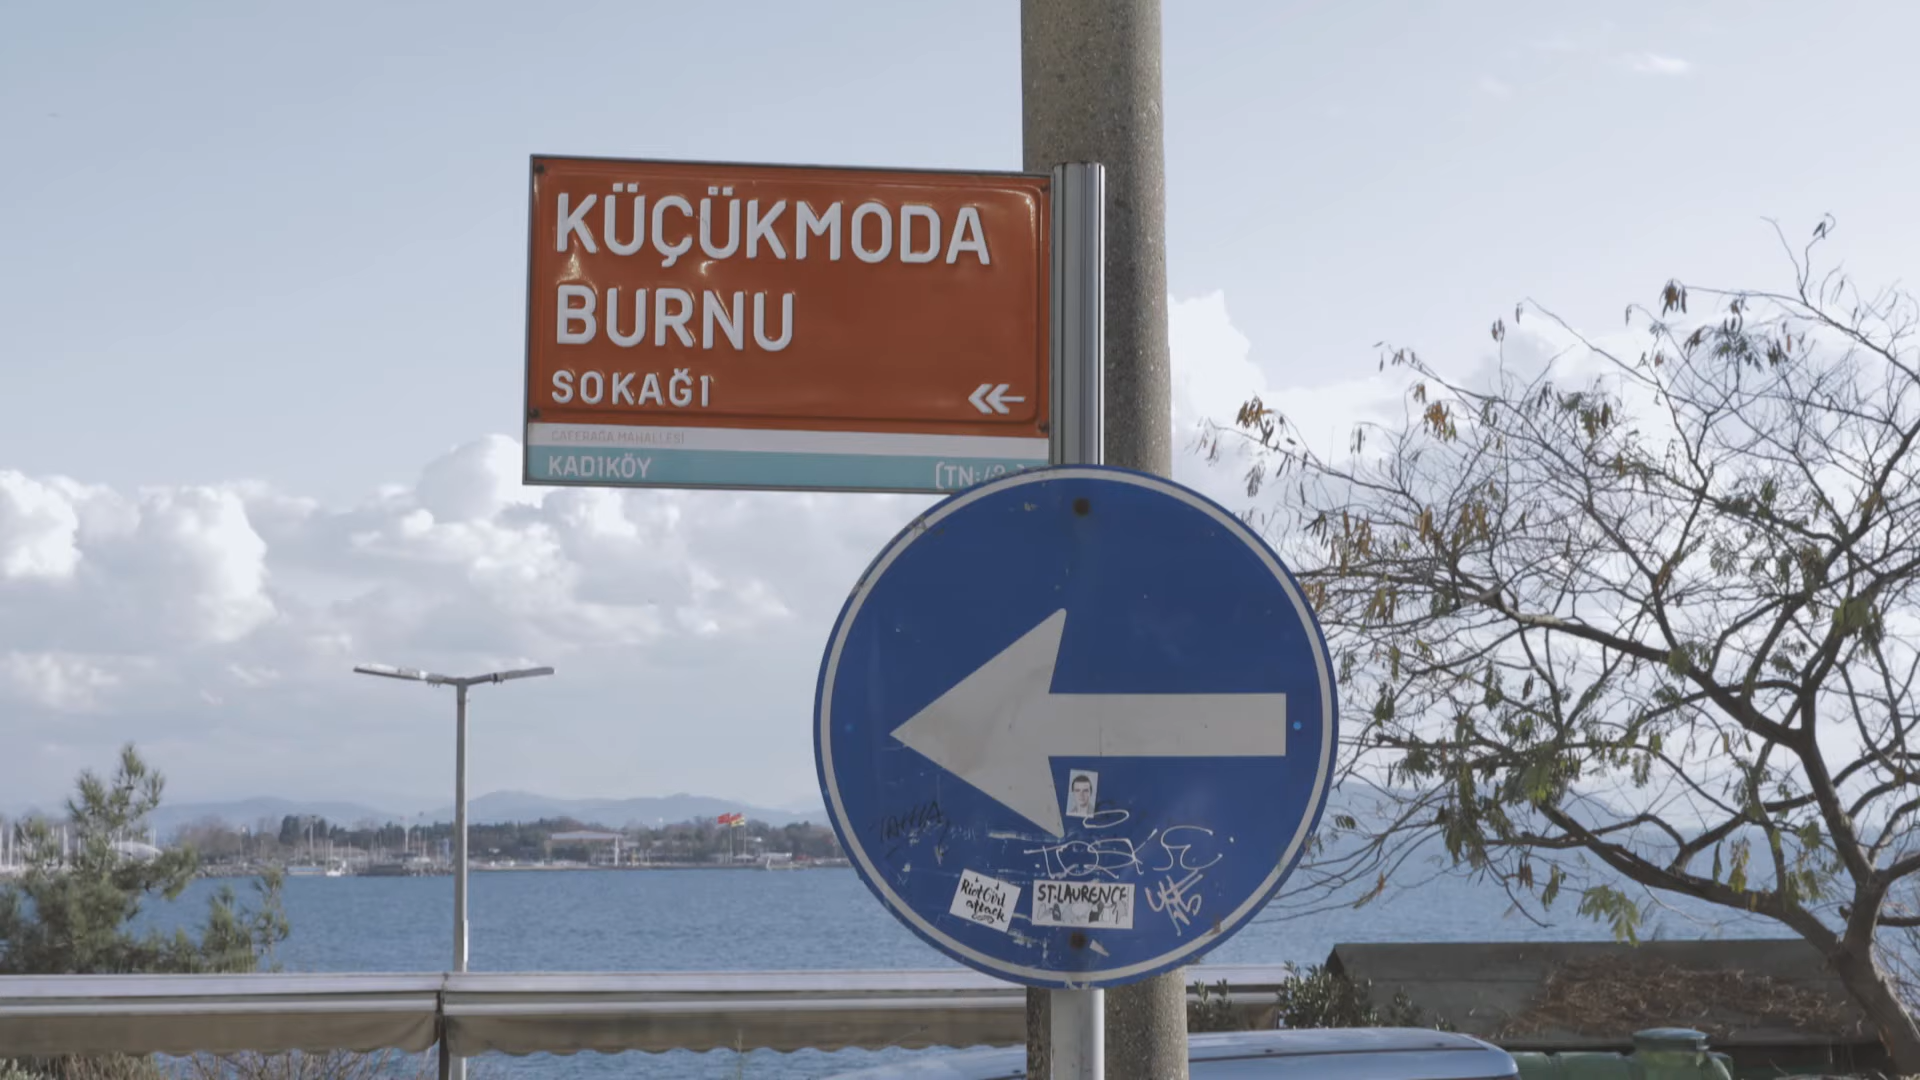 KÜÇÜKMODA
BURNU
SOKAĞI
CAFERAĞA MAHALLESİ
KADIKÖY
Riot Girl
attack
ST. LAURENCE